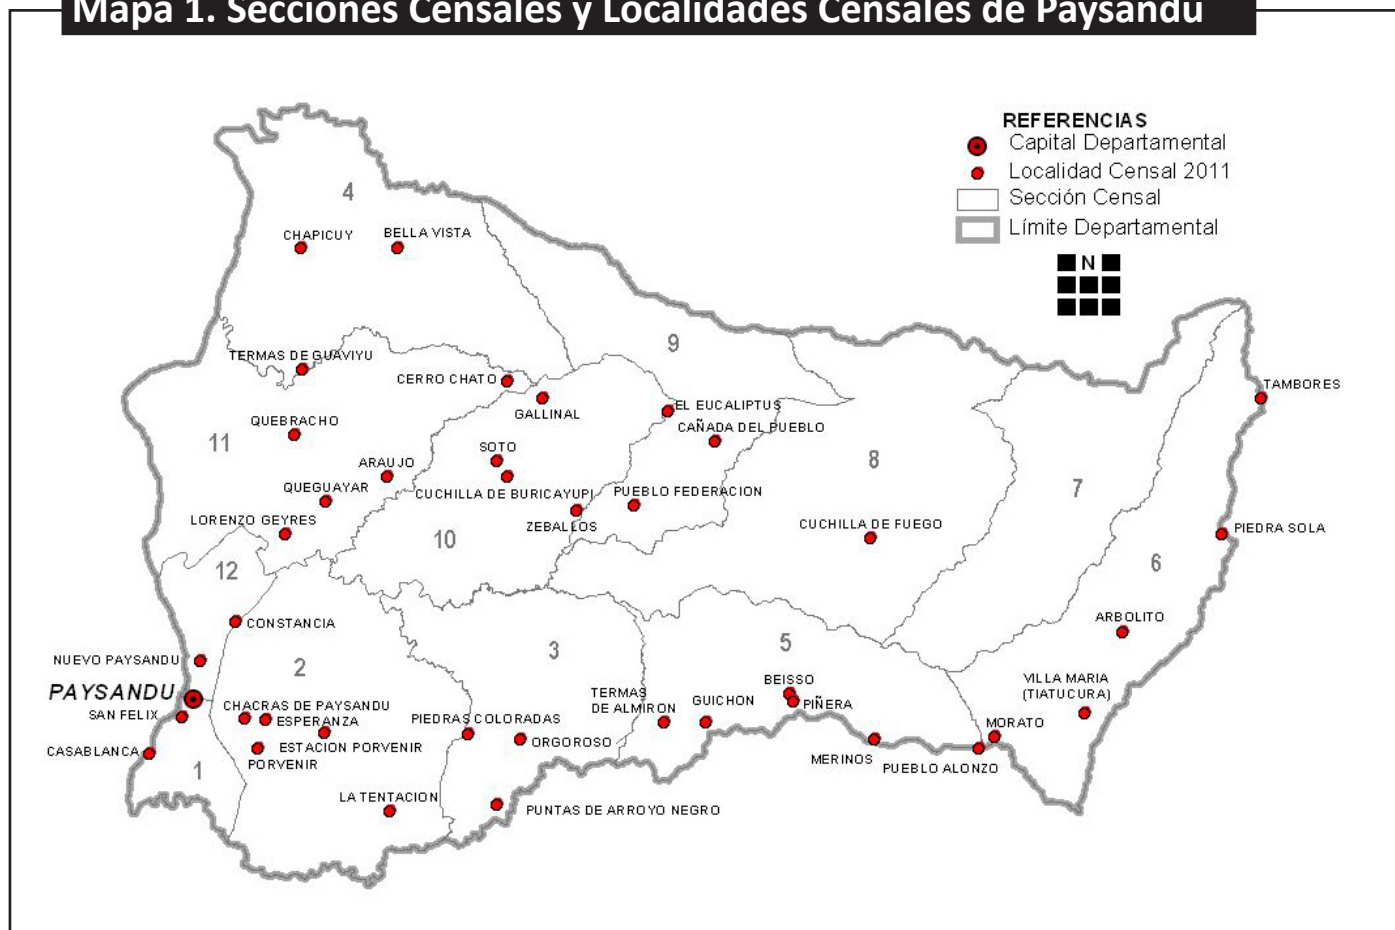 Mapa 1. Secciones Censales y Localidades Censales de Paysandú
REFERENCIAS
Capital Departamental
Localidad Censal 2011
Sección Censal
Límite Departamental
N
4
CHAPICUY
BELLA VISTA
9
TERMAS DE GUAVIYU
CERRO CHATO
GALLINAL
TAMBORES
EL EUCALIPTUS
QUEBRACHO
CAÑADA DEL PUEBLO
11
SOTO
8
ARAUJO
7
QUEGUAYAR
CUCHILLA DE BURICAYUPI
PUEBLO FEDERACION
LORENZO GEYRES
ZEBALLOS
CUCHILLA DE FUEGO
PIEDRA SOLA
10
6
12
CONSTANCIA
ARBOLITO
3
5
NUEVO PAYSANDU
2
BEISSO
VILLA MARIA
(TIATUCURA)
PAYSANDU
TERMAS
DE ALMIRON
GUICHON
PIÑERA
CHACRAS DE PAYSANDU
SAN FELIX
ESPERANZA
PIEDRAS COLORADAS
MORATO
ORGOROSO
CASABLANCA
ESTACION PORVENIR
PORVENIR
MERINOS
PUEBLO ALONZO
1
LA TENTACION
PUNTAS DE ARROYO NEGRO